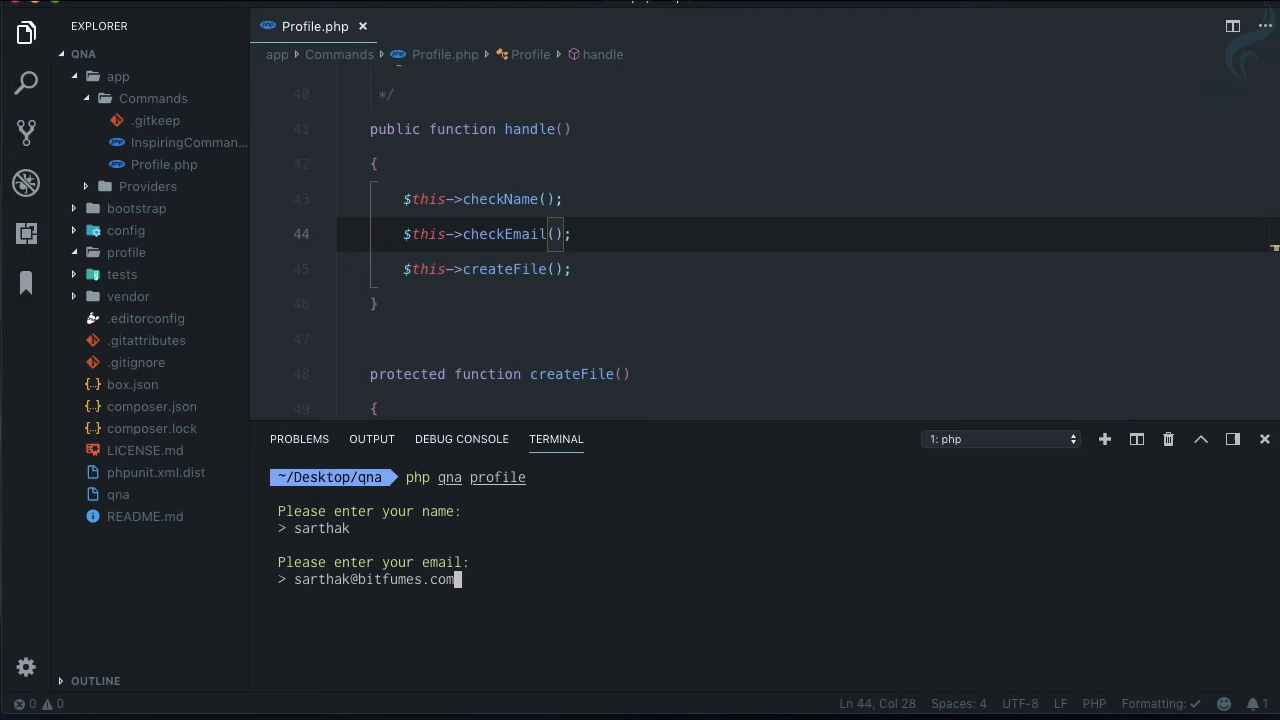 EXPLORER
QNA
app
Commands
.gitkeep
InspiringComman...
Profile.php
Providers
bootstrap
config
profile
tests
vendor
.editorconfig
.gitattributes
.gitignore
box.json
composer.json
composer.lock
LICENSE.md
phpunit.xml.dist
qna
README.md
OUTLINE
Profile.php
app Commands Profile.php Profile handle
40 */
41 public function handle()
42 {
43 $this->checkName();
44 $this->checkEmail();
45 $this->createFile();
46 }
47
48 protected function createFile()
49 {
PROBLEMS OUTPUT DEBUG CONSOLE TERMINAL 1: php
~/Desktop/qna php qna profile
Please enter your name:
> sarthak
Please enter your email:
> sarthak@bitfumes.com
0 0 Ln 44, Col 28 Spaces: 4 UTF-8 LF PHP Formatting: ✓ 1